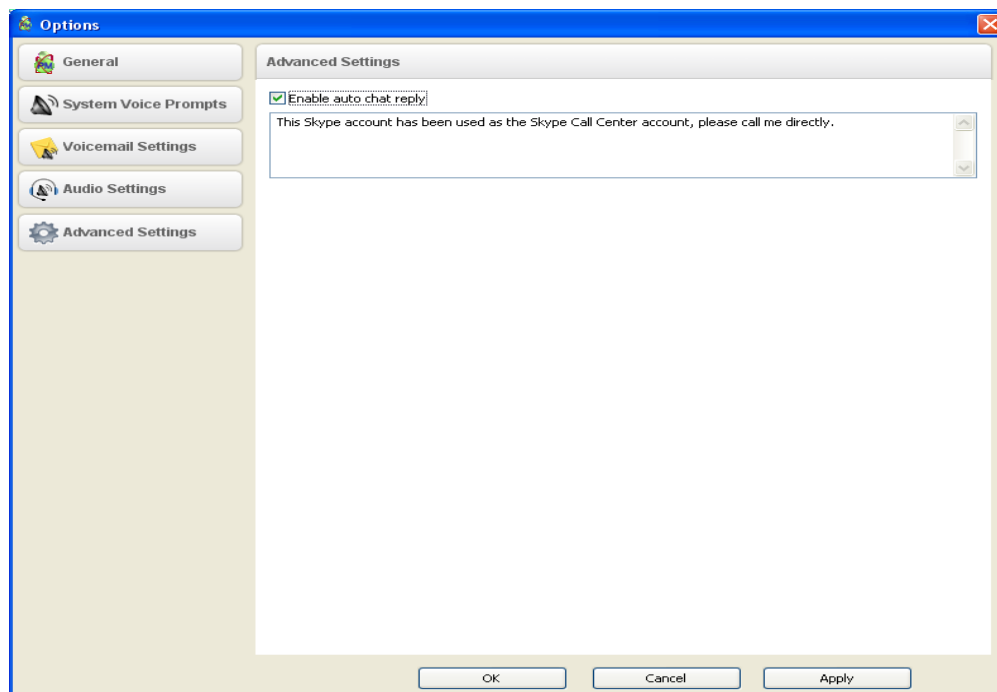 Options
General
System Voice Prompts
Voicemail Settings
Audio Settings
Advanced Settings
Advanced Settings
Enable auto chat reply
This Skype account has been used as the Skype Call Center account, please call me directly.
OK
Cancel
Apply